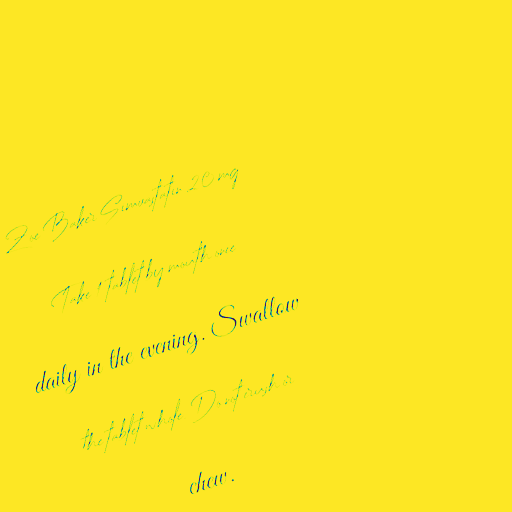 Zoe Baker Simvastatin 20 mg
Take 1 tablet by mouth once
daily in the evening. Swallow
the tablet whole. Do not crush or
chew.